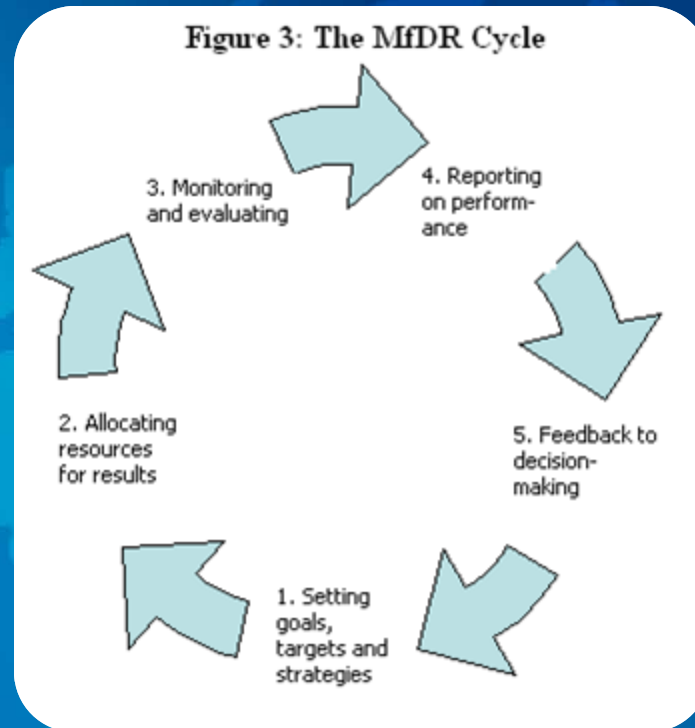 Figure 3: The MfDR Cycle
3. Monitoring
and evaluating
4. Reporting
on perform-
ance
2. Allocating
resources
for results
5. Feedback to
decision-
making
1. Setting
goals,
targets and
strategies